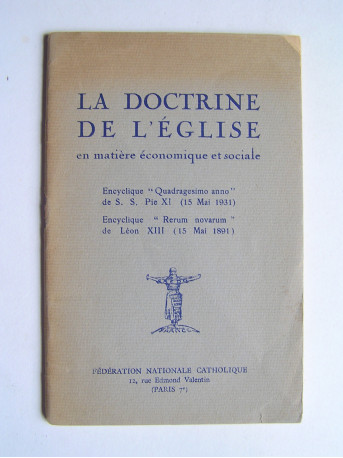 LA DOCTRINE
DE L'ÉGLISE
en matière économique et sociale
Encyclique "Quadragesimo anno"
de S. S. Pie XI (15 Mai 1931)
Encyclique "Rerum novarum"
de Léon XIII (15 Mai 1891)
FRANCE
FÉDÉRATION NATIONALE CATHOLIQUE
12, rue Edmond Valentin
(PARIS 7e)